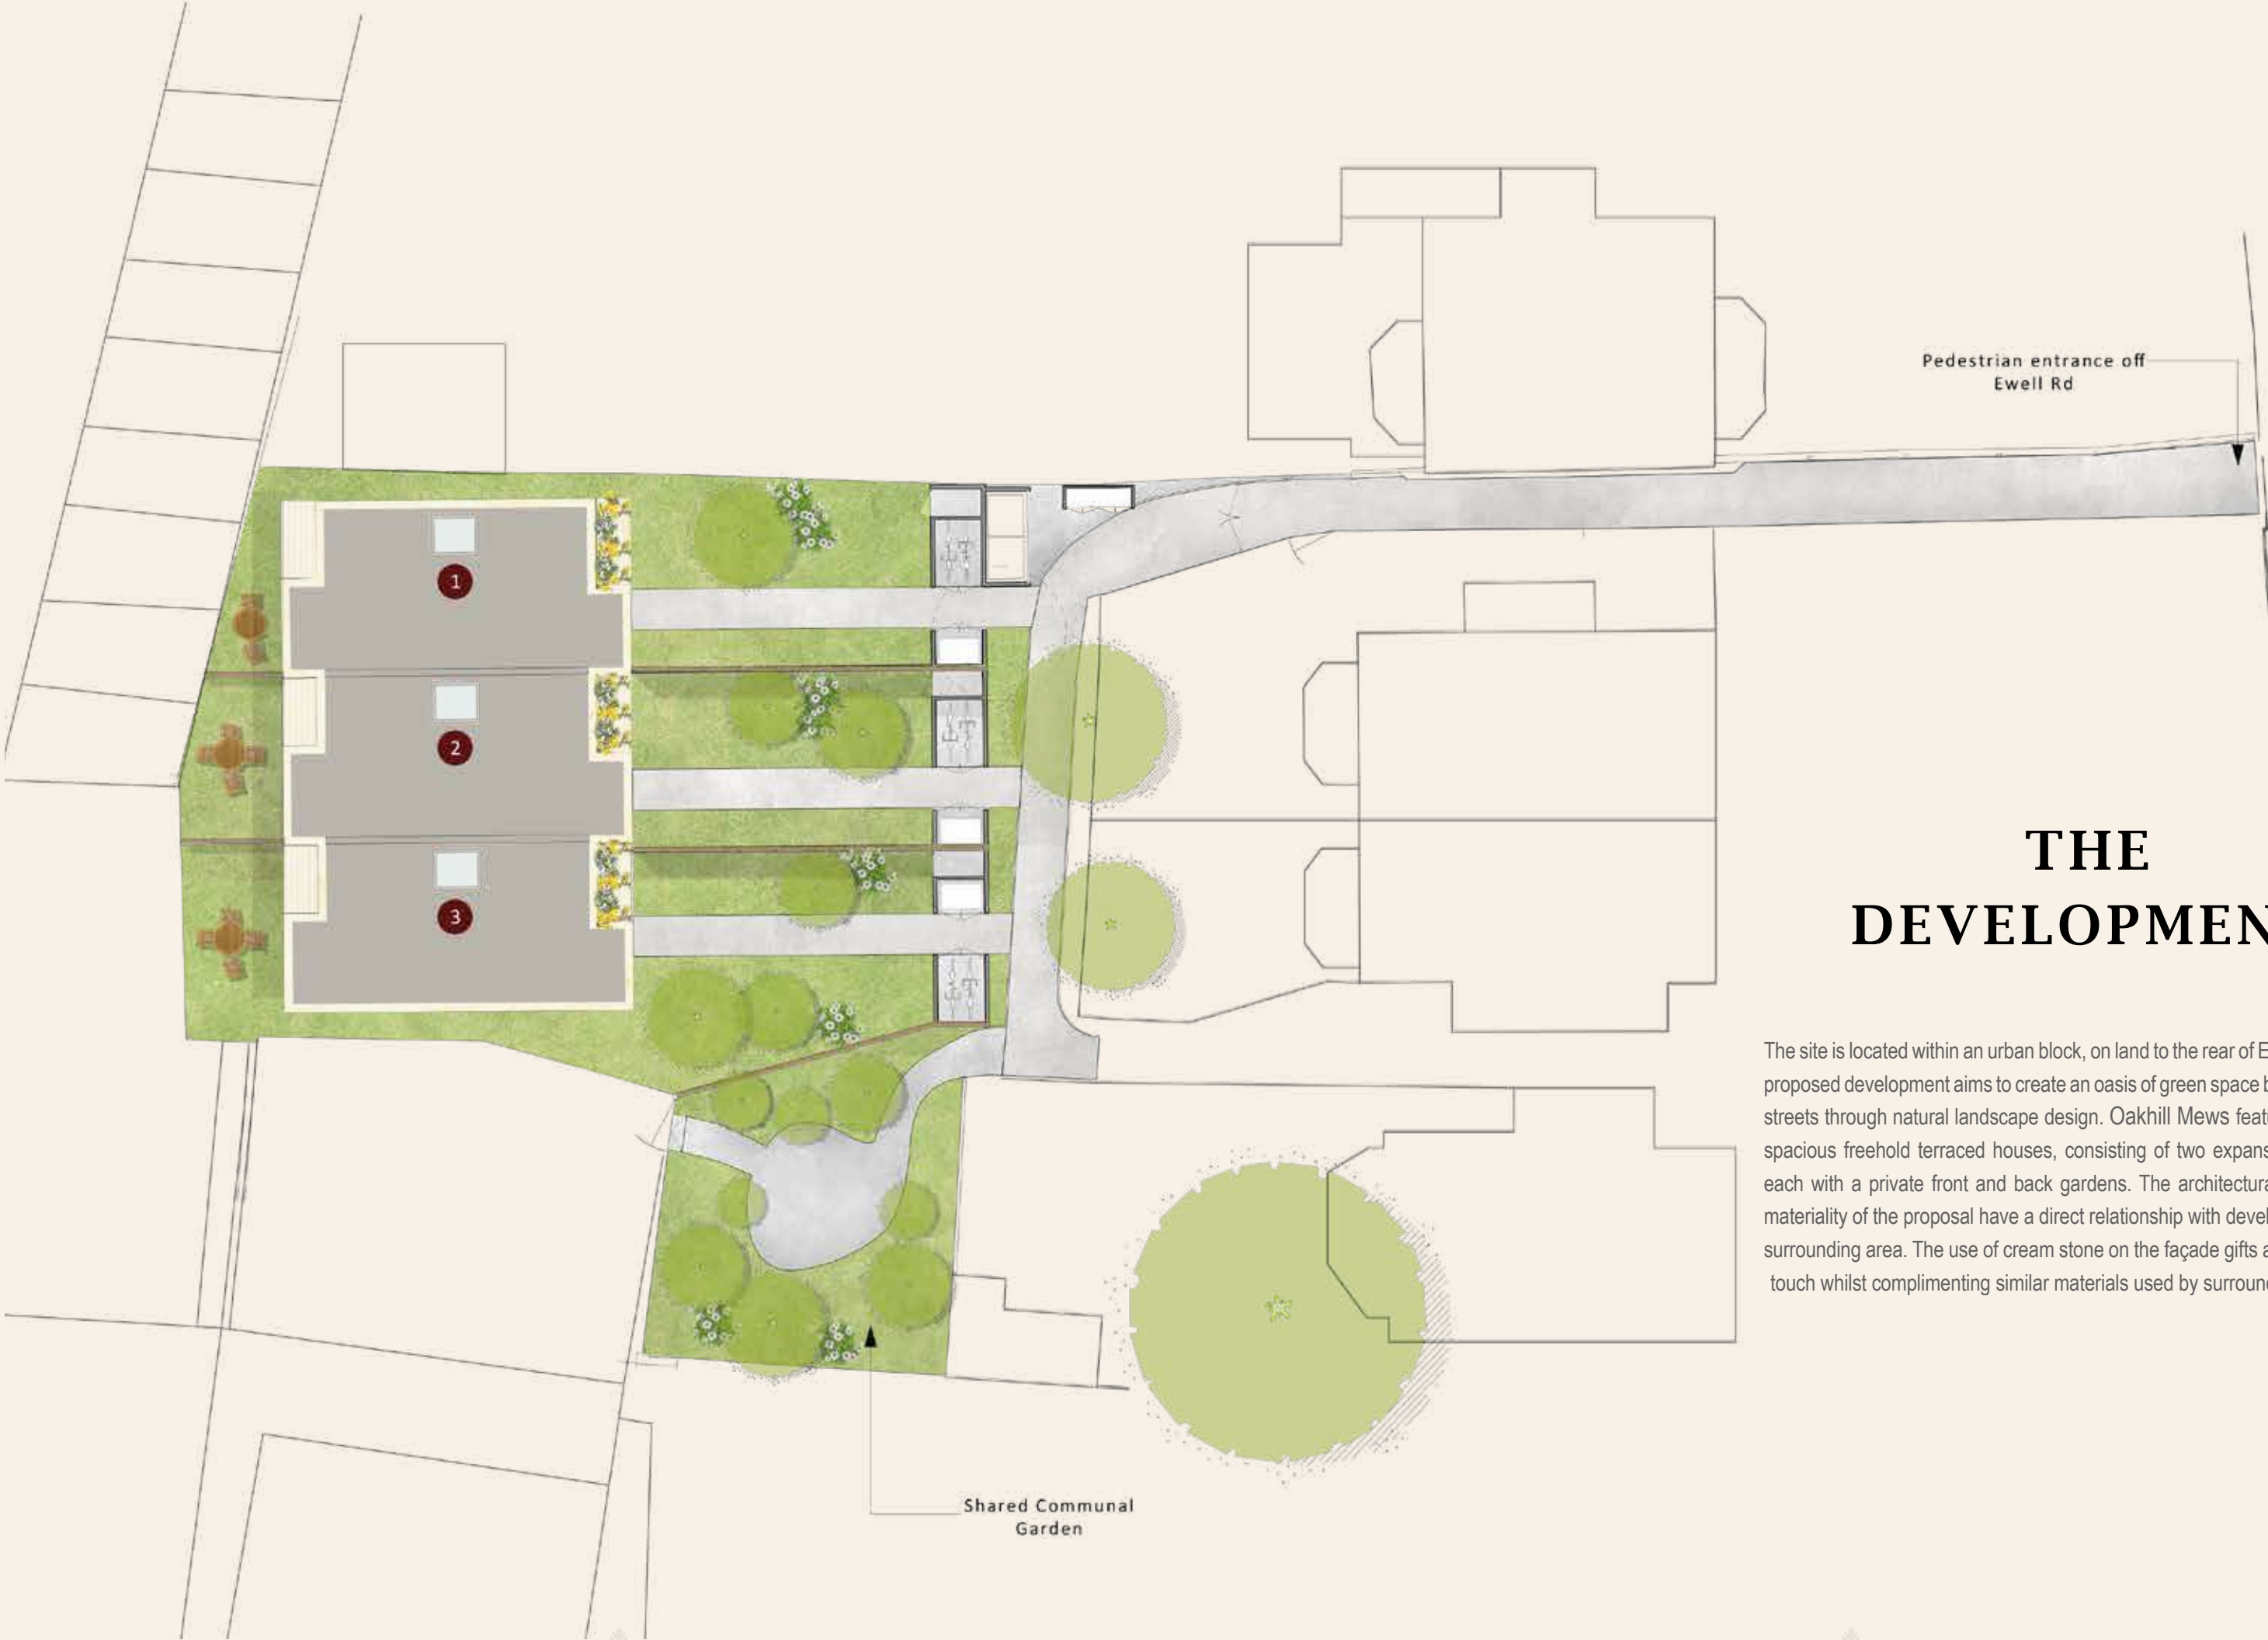 Pedestrian entrance off
Ewell Rd
1
2
3
THE
DEVELOPMEN
The site is located within an urban block, on land to the rear of E
proposed development aims to create an oasis of green space b
streets through natural landscape design. Oakhill Mews feat
spacious freehold terraced houses, consisting of two expans
each with a private front and back gardens. The architectura
materiality of the proposal have a direct relationship with devel
surrounding area. The use of cream stone on the façade gifts a
touch whilst complimenting similar materials used by surroun
Shared Communal
Garden